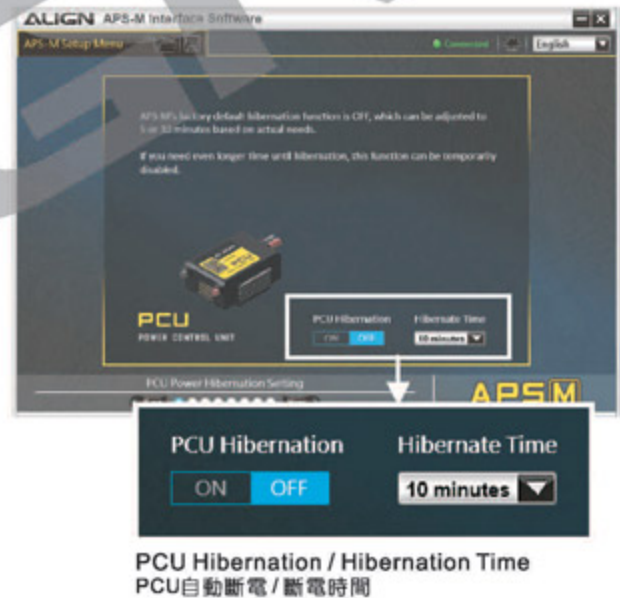 ALIGN APS-M Interface Software
APS-M Setup Menu
Connected
English
APS-M's factory default hibernation function is OFF, which can be adjusted to
5 or 10 minutes based on actual needs.
If you need even longer time until hibernation, this function can be temporarily
disabled.
PCU
POWER CONTROL UNIT
PCU Hibernation Hibernate Time
ON OFF 10 minutes
PCU Power Hibernation Setting
APSM
PCU Hibernation Hibernate Time
ON OFF 10 minutes
PCU Hibernation / Hibernation Time
PCU自動斷電/斷電時間